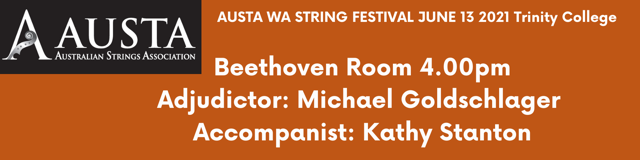 AUSTA
AUSTRALIAN STRINGS ASSOCIATION
AUSTA WA STRING FESTIVAL JUNE 13 2021 Trinity College
Beethoven Room 4.00pm
Adjudictor: Michael Goldschlager
Accompanist: Kathy Stanton